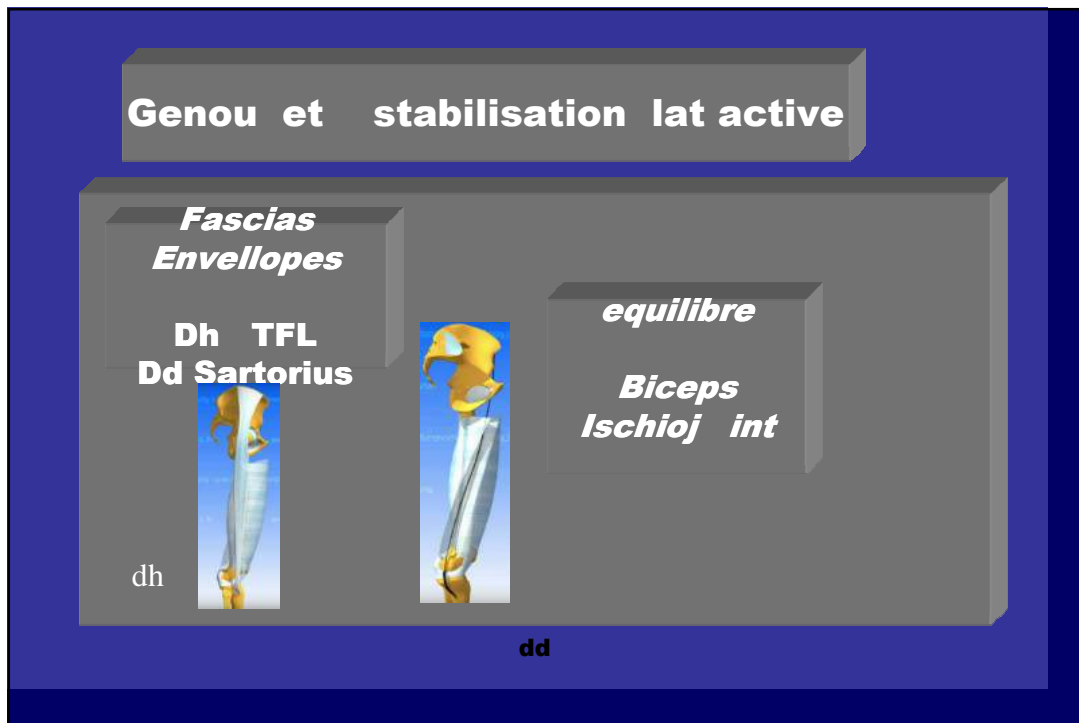 Genou et stabilisation lat active
Fascias
Envellopes
Dh TFL
Dd Sartorius
equilibre
Biceps
Ischioj int
dh
dd